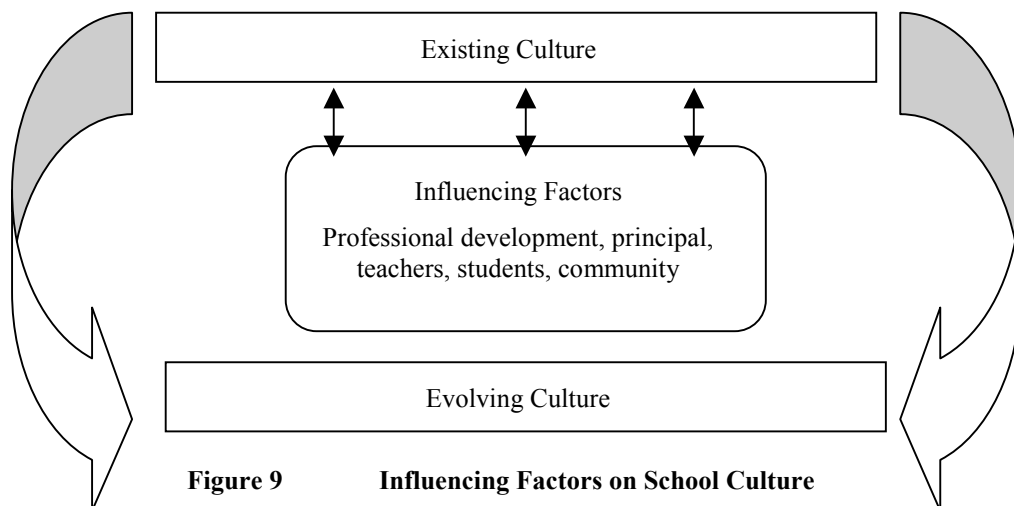 Existing Culture
Influencing Factors
Professional development, principal,
teachers, students, community
Evolving Culture
Figure 9 Influencing Factors on School Culture